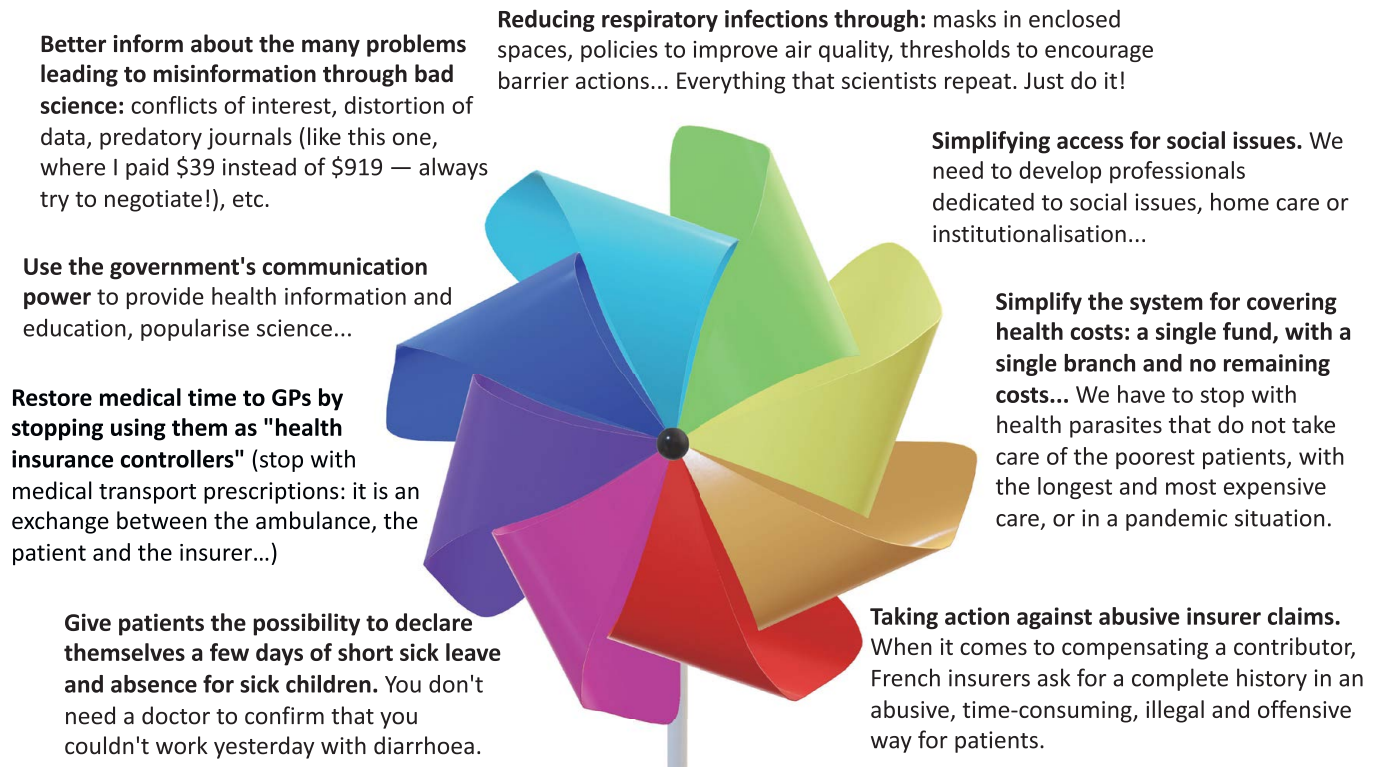 Reducing respiratory infections through: masks in enclosed
spaces, policies to improve air quality, thresholds to encourage
barrier actions... Everything that scientists repeat. Just do it!
Better inform about the many problems
leading to misinformation through bad
science: conflicts of interest, distortion of
data, predatory journals (like this one,
where I paid $39 instead of $919 — always
try to negotiate!), etc.
Simplifying access for social issues. We
need to develop professionals
dedicated to social issues, home care or
institutionalisation...
Use the government's communication
power to provide health information and
education, popularise science...
Simplify the system for covering
health costs: a single fund, with a
single branch and no remaining
costs... We have to stop with
health parasites that do not take
care of the poorest patients, with
the longest and most expensive
care, or in a pandemic situation.
Restore medical time to GPs by
stopping using them as "health
insurance controllers" (stop with
medical transport prescriptions: it is an
exchange between the ambulance, the
patient and the insurer...)
Give patients the possibility to declare
themselves a few days of short sick leave
and absence for sick children. You don't
need a doctor to confirm that you
couldn't work yesterday with diarrhoea.
Taking action against abusive insurer claims.
When it comes to compensating a contributor,
French insurers ask for a complete history in an
abusive, time-consuming, illegal and offensive
way for patients.